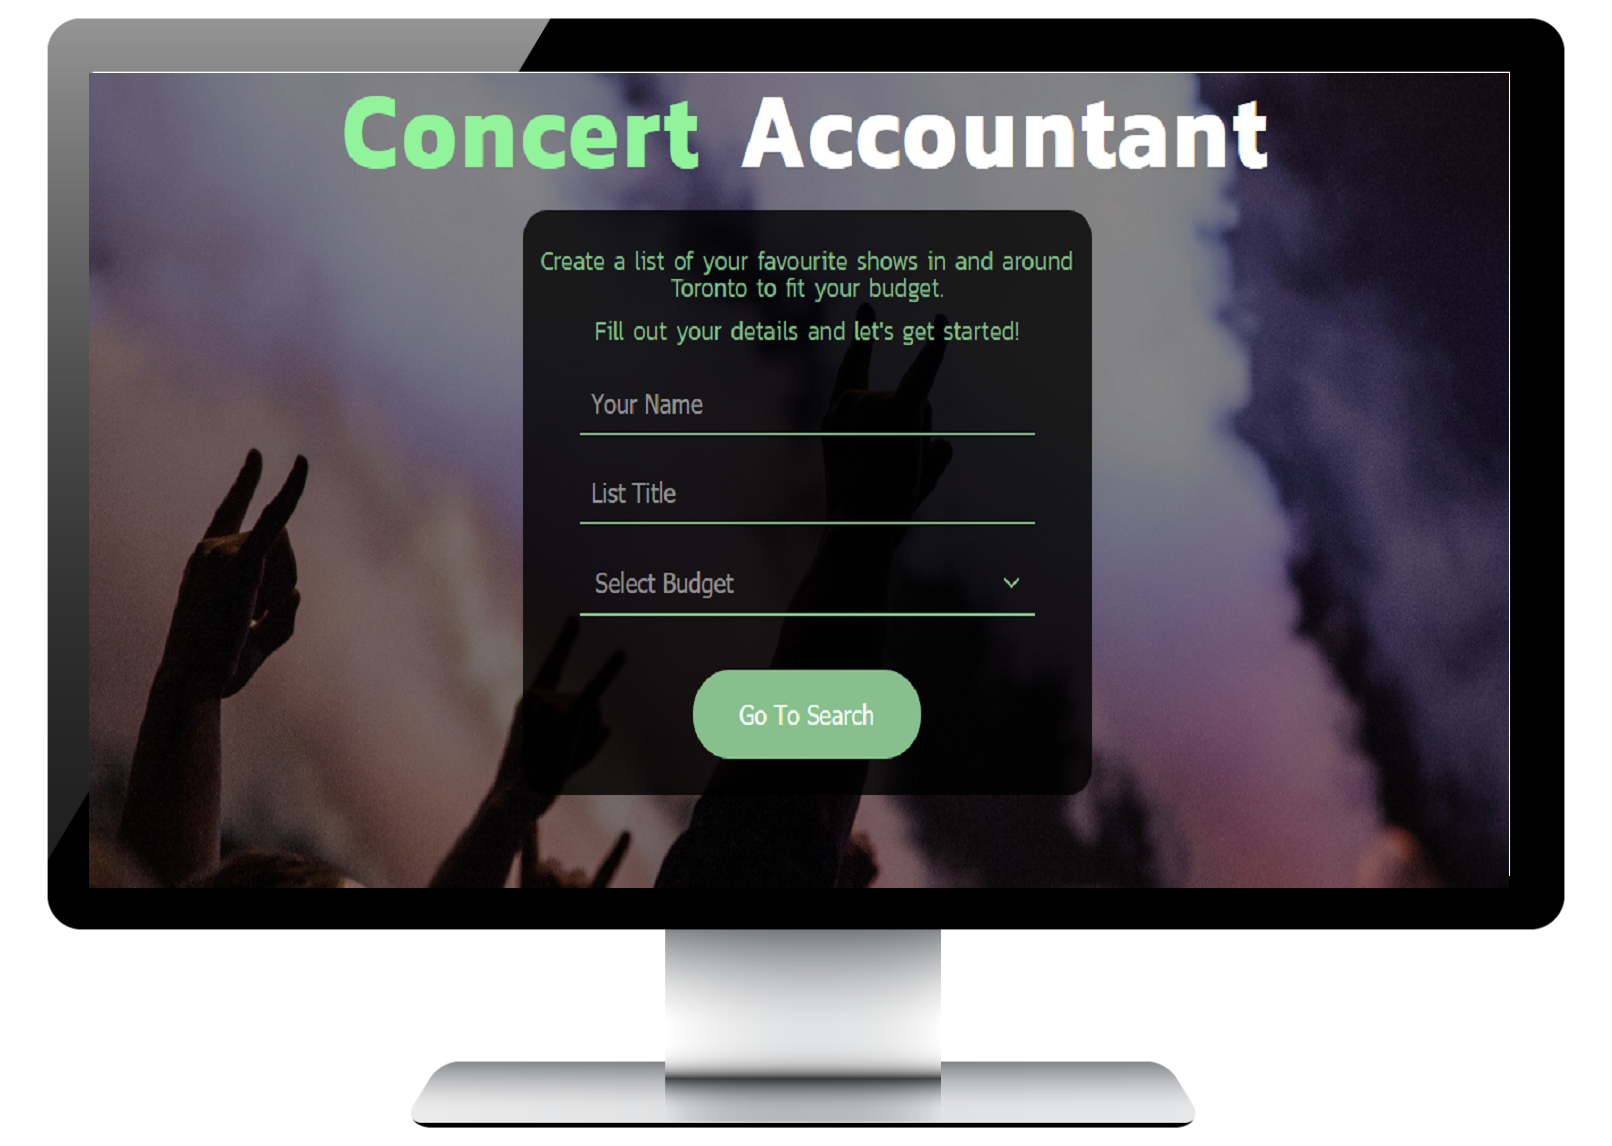 Concert Accountant
Create a list of your favourite shows in and around
Toronto to fit your budget.
Fill out your details and let's get started!
Your Name
List Title
Select Budget
Go To Search